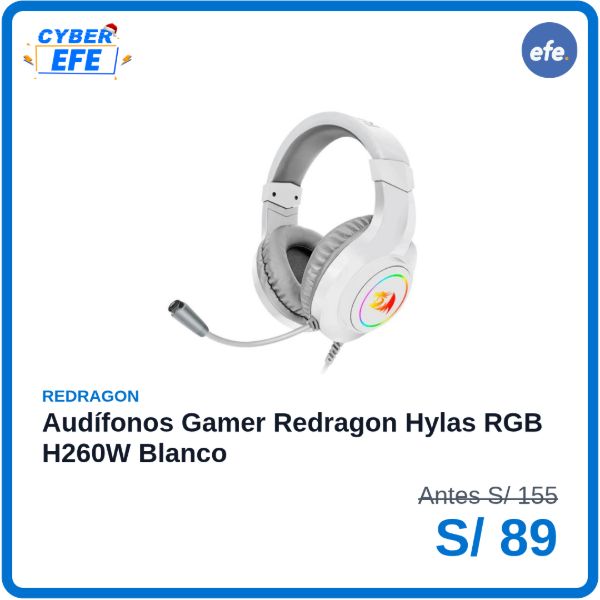 CYBER
EFE
efe.
REDRAGON
Audífonos Gamer Redragon Hylas RGB
H260W Blanco
Antes S/ 155
S/ 89